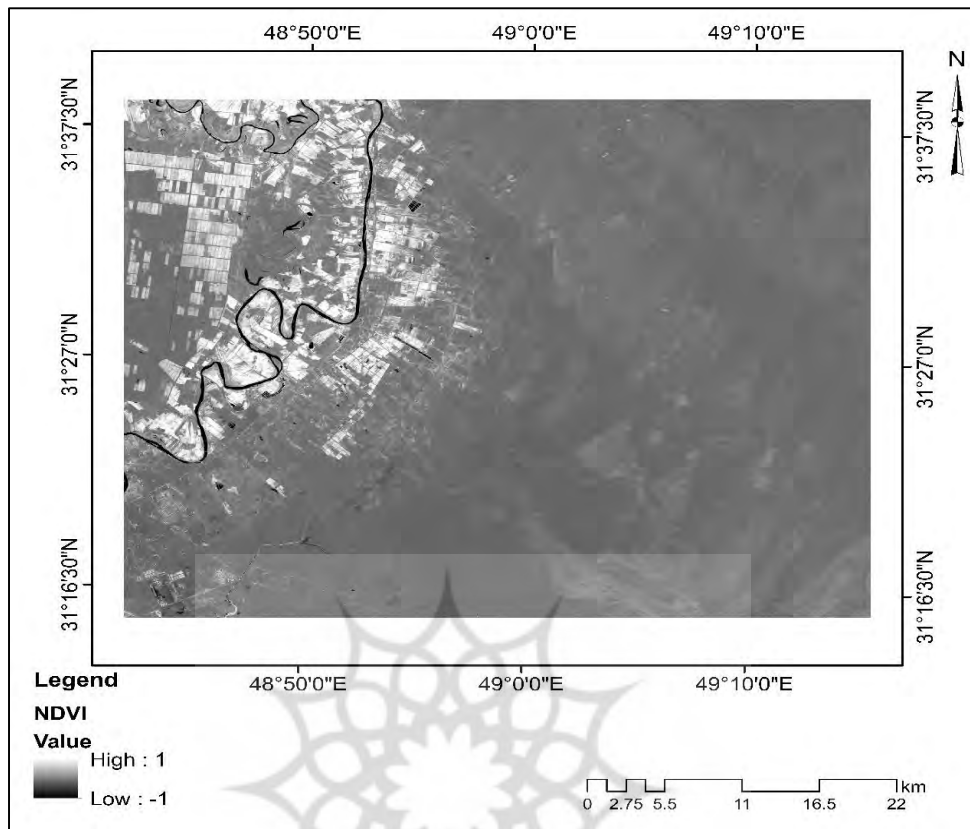 48°50'0"E 49°0'0"E 49°10'0"E
N
31°37'30"N 31°37'30"N
31°27'0"N 31°27'0"N
31°16'30"N 31°16'30"N
48°50'0"E 49°0'0"E 49°10'0"E
Legend
NDVI
Value
High : 1
Low : -1
km
0 2.75 5.5 11 16.5 22